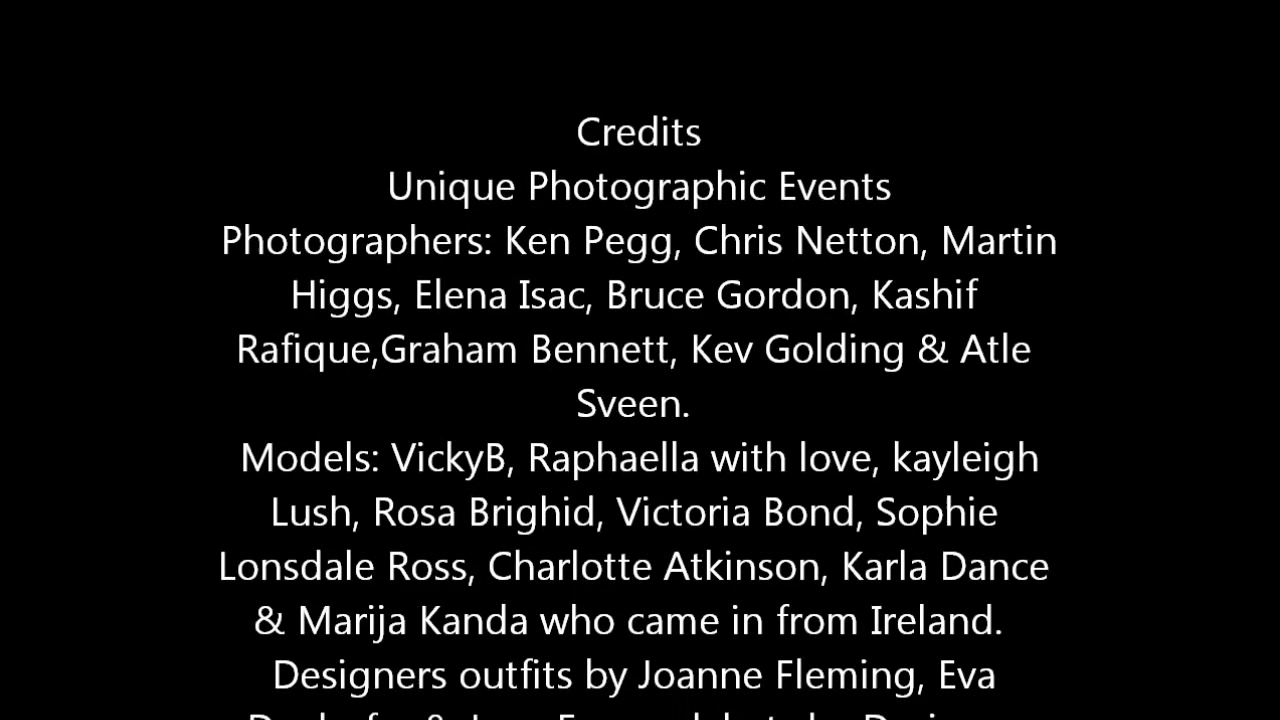 Credits
Unique Photographic Events
Photographers: Ken Pegg, Chris Netton, Martin
Higgs, Elena Isac, Bruce Gordon, Kashif
Rafique,Graham Bennett, Kev Golding & Atle
Sveen.
Models: VickyB, Raphaella with love, kayleigh
Lush, Rosa Brighid, Victoria Bond, Sophie
Lonsdale Ross, Charlotte Atkinson, Karla Dance
& Marija Kanda who came in from Ireland.
Designers outfits by Joanne Fleming, Eva